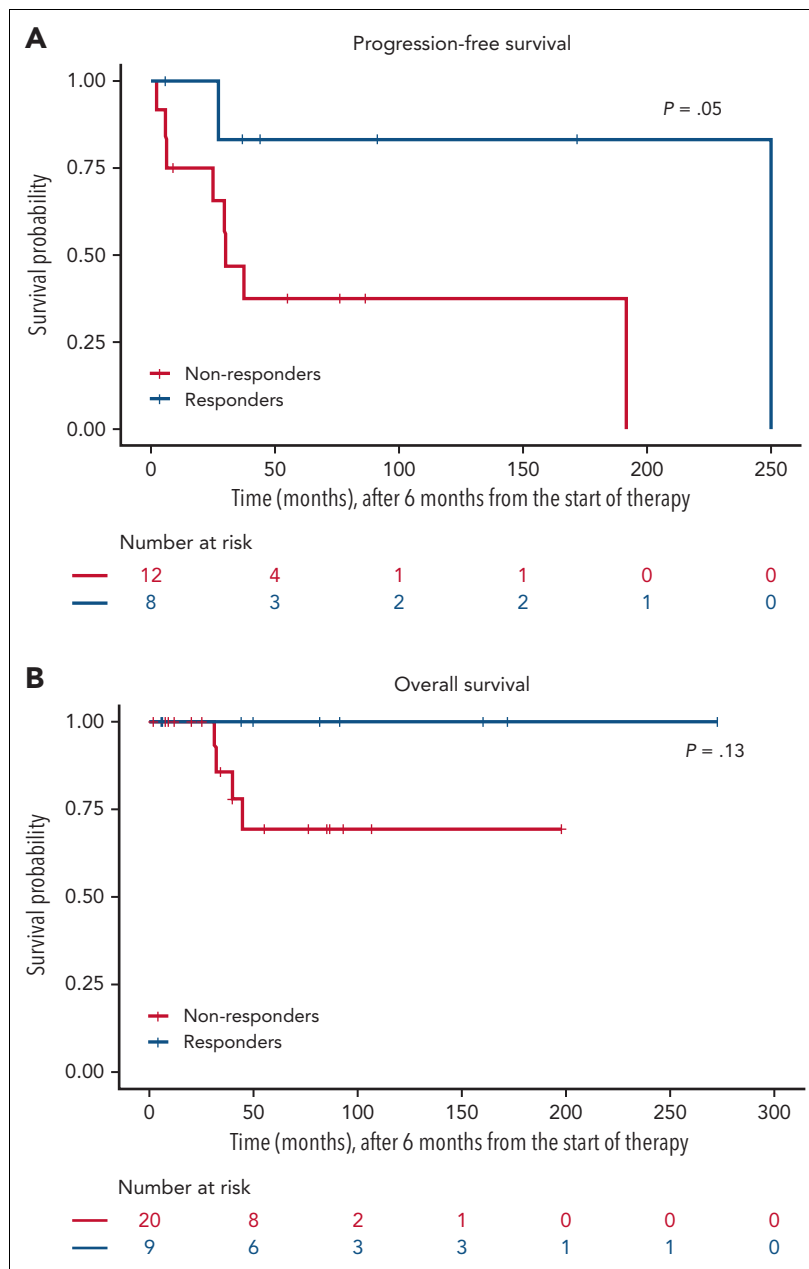 A
Progression-free survival
1.00
P = .05
0.75
Survival probability
0.50
0.25
Non-responders
Responders
0.00
0 50 100 150 200 250
Time (months), after 6 months from the start of therapy
Number at risk
12 4 1 1 0 0
8 3 2 2 1 0
B
Overall survival
1.00
P = .13
0.75
Survival probability
0.50
0.25
Non-responders
Responders
0.00
0 50 100 150 200 250 300
Time (months), after 6 months from the start of therapy
Number at risk
20 8 2 1 0 0 0
9 6 3 3 1 1 0